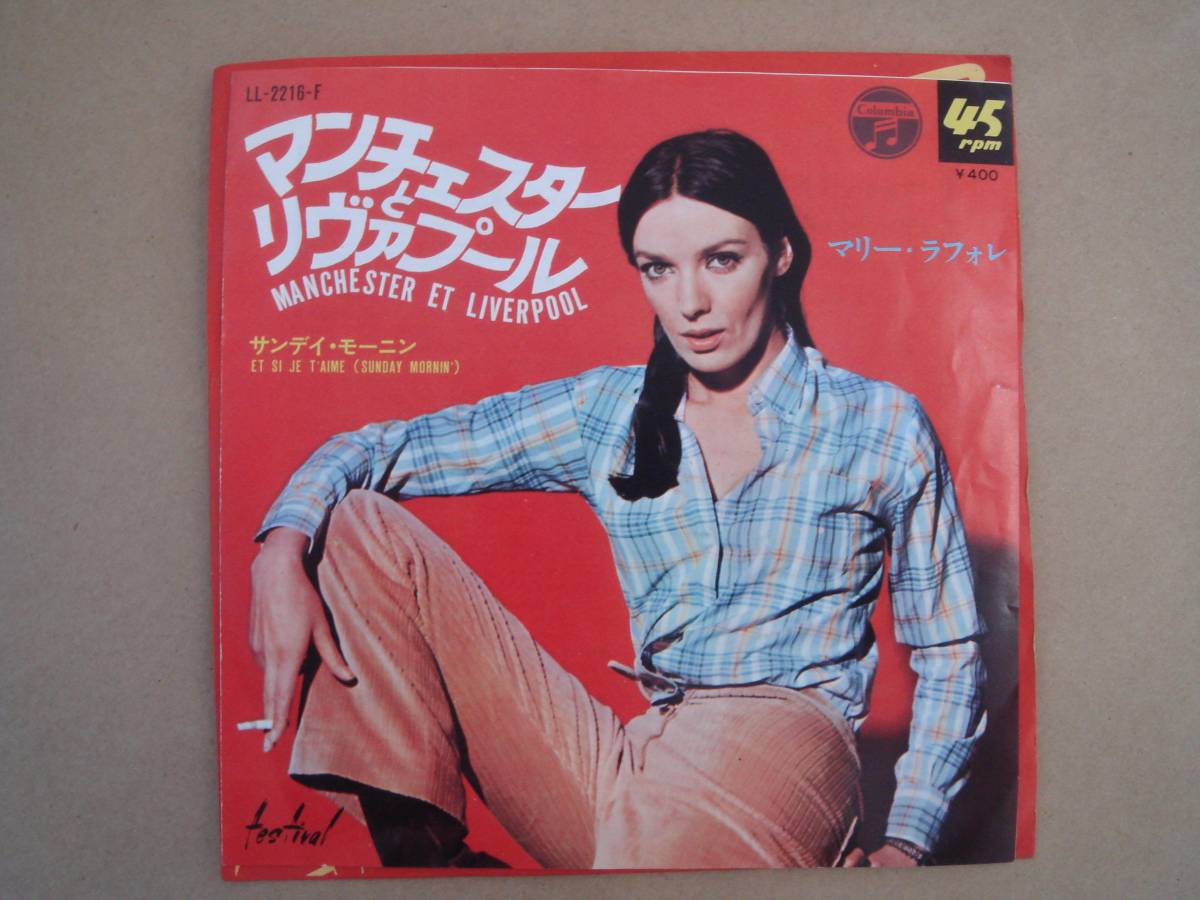 LL-2216-F
マンチェスター
と
リヴァプール
MANCHESTER ET LIVERPOOL
サンデイ・モーニン
ET SI JE T'AIME (SUNDAY MORNIN')
Columbia
45
rpm
￥400
マリー・ラフォレ
festival